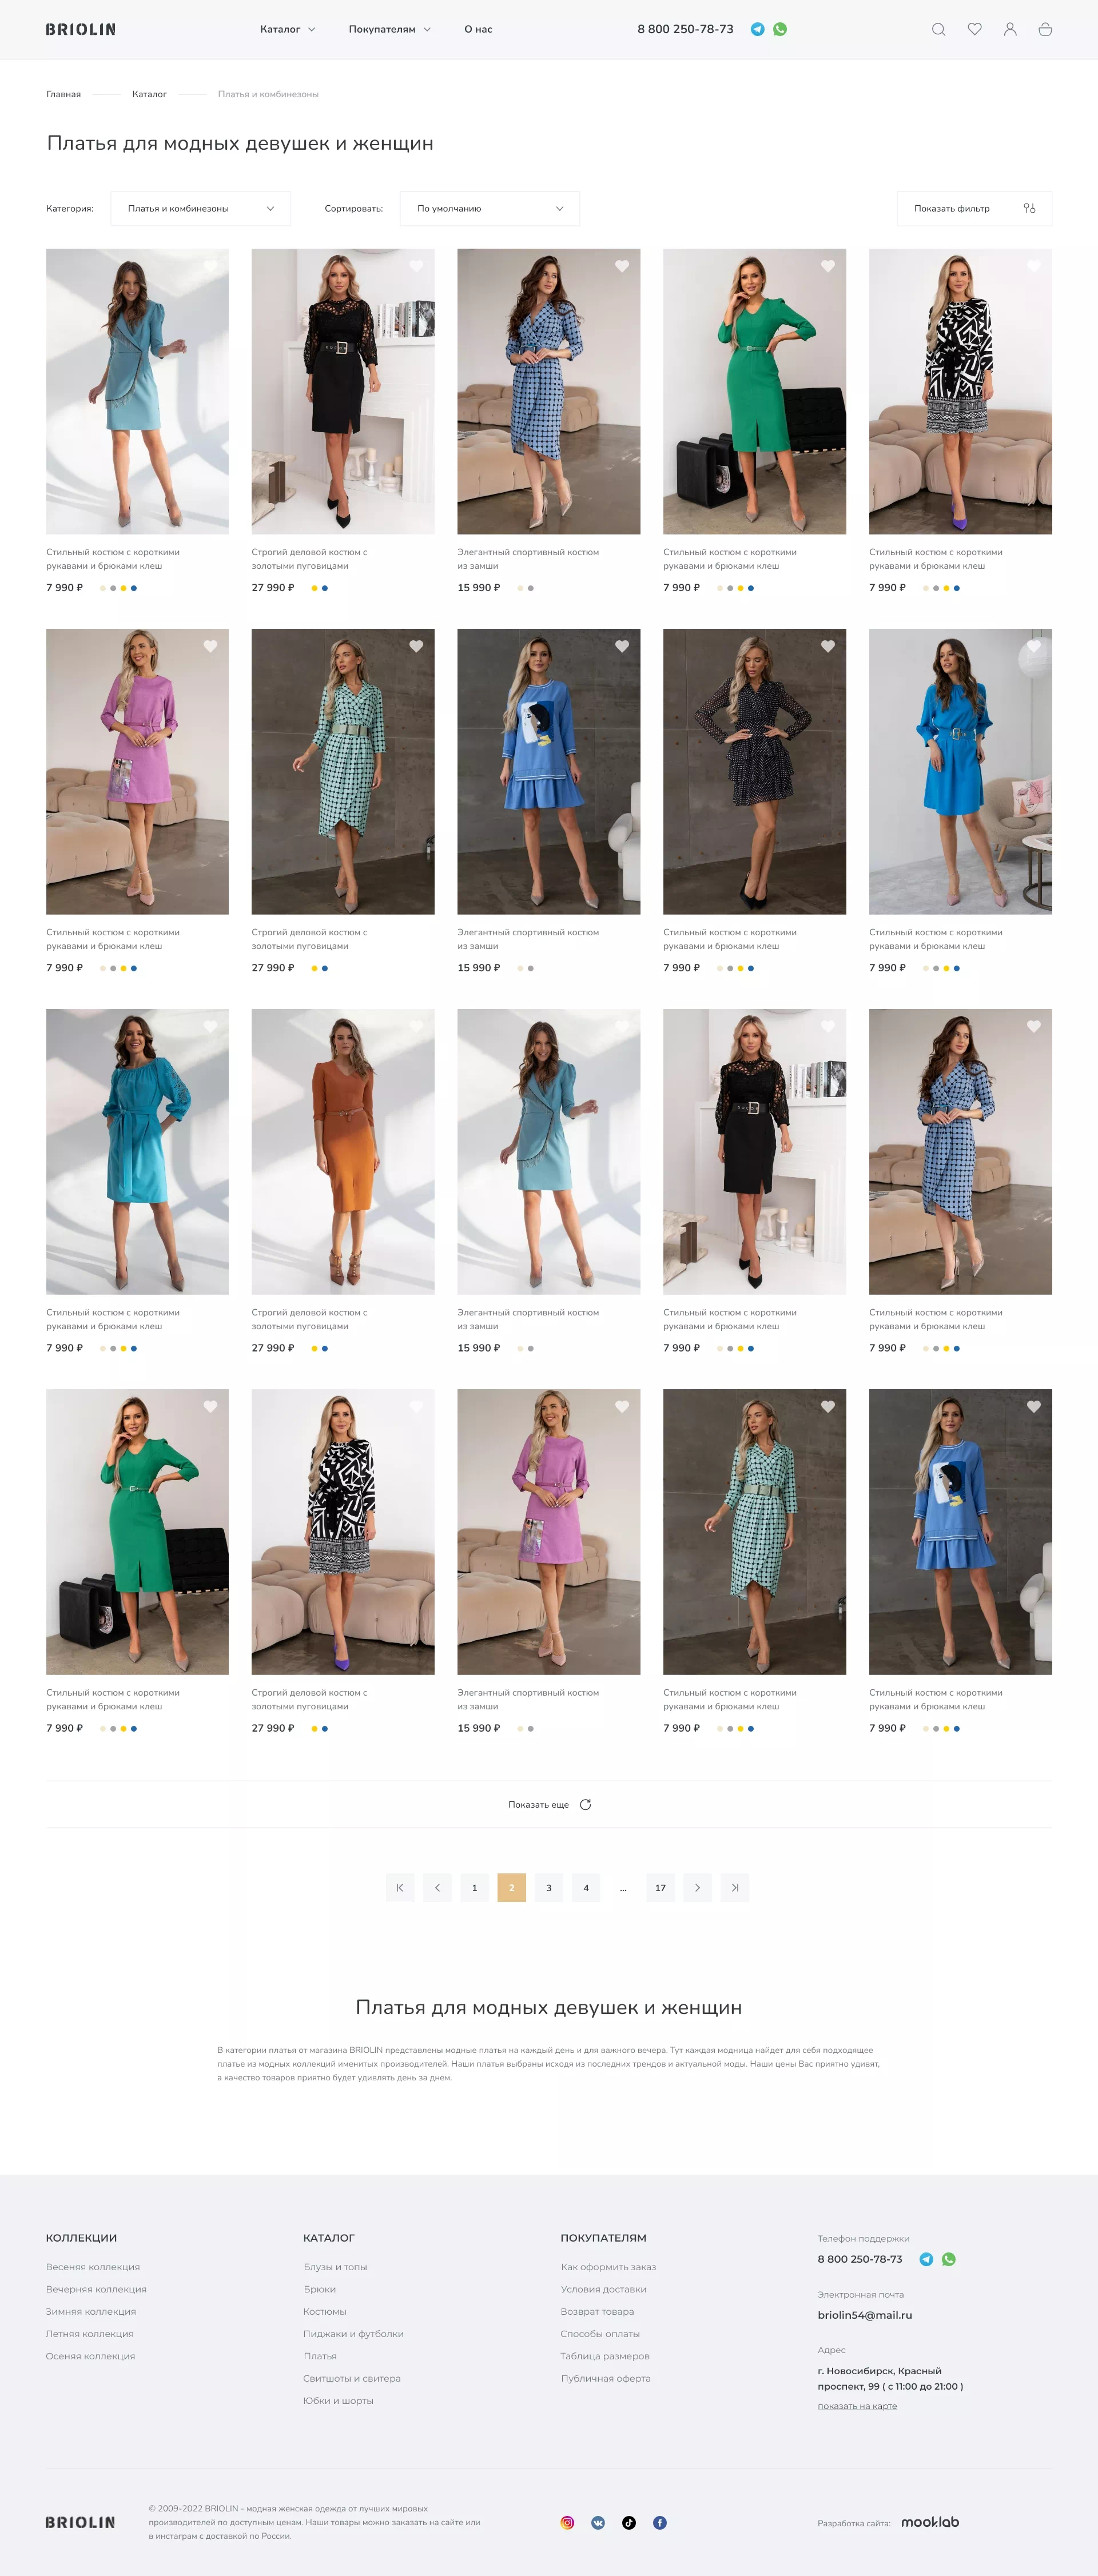 BRIOLIN
Каталог
Покупателям
О нас
8 800 250-78-73
Главная
Каталог
Платья и комбинезоны
Платья для модных девушек и женщин
Категория:
Платья и комбинезоны
Сортировать:
По умолчанию
Показать фильтр
Стильный костюм с короткими
рукавами и брюками клеш
7 990 ₽
Строгий деловой костюм с
золотыми пуговицами
27 990 ₽
Элегантный спортивный костюм
из замши
15 990 ₽
Стильный костюм с короткими
рукавами и брюками клеш
7 990 ₽
Стильный костюм с короткими
рукавами и брюками клеш
7 990 ₽
Стильный костюм с короткими
рукавами и брюками клеш
7 990 ₽
Строгий деловой костюм с
золотыми пуговицами
27 990 ₽
Элегантный спортивный костюм
из замши
15 990 ₽
Стильный костюм с короткими
рукавами и брюками клеш
7 990 ₽
Стильный костюм с короткими
рукавами и брюками клеш
7 990 ₽
Стильный костюм с короткими
рукавами и брюками клеш
7 990 ₽
Строгий деловой костюм с
золотыми пуговицами
27 990 ₽
Элегантный спортивный костюм
из замши
15 990 ₽
Стильный костюм с короткими
рукавами и брюками клеш
7 990 ₽
Стильный костюм с короткими
рукавами и брюками клеш
7 990 ₽
Стильный костюм с короткими
рукавами и брюками клеш
7 990 ₽
Строгий деловой костюм с
золотыми пуговицами
27 990 ₽
Элегантный спортивный костюм
из замши
15 990 ₽
Стильный костюм с короткими
рукавами и брюками клеш
7 990 ₽
Стильный костюм с короткими
рукавами и брюками клеш
7 990 ₽
Показать еще
1 2 3 4 ... 17
Платья для модных девушек и женщин
В категории платья от магазина BRIOLIN представлены модные платья на каждый день и для важного вечера. Тут каждая модница найдет для себя подходящее
платье из модных коллекций именитых производителей. Наши платья выбраны исходя из последних трендов и актуальной моды. Наши цены Вас приятно удивят,
а качество товаров приятно будет удивлять день за днем.
КОЛЛЕКЦИИ
Весеняя коллекция
Вечерняя коллекция
Зимняя коллекция
Летняя коллекция
Осеняя коллекция
КАТАЛОГ
Блузы и топы
Брюки
Костюмы
Пиджаки и футболки
Платья
Свитшоты и свитера
Юбки и шорты
ПОКУПАТЕЛЯМ
Как оформить заказ
Условия доставки
Возврат товара
Способы оплаты
Таблица размеров
Публичная оферта
Телефон поддержки
8 800 250-78-73
Электронная почта
briolin54@mail.ru
Адрес
г. Новосибирск, Красный
проспект, 99 ( с 11:00 до 21:00 )
показать на карте
BRIOLIN
© 2009-2022 BRIOLIN - модная женская одежда от лучших мировых
производителей по доступным ценам. Наши товары можно заказать на сайте или
в инстаграм с доставкой по России.
Разработка сайта:
mooklab